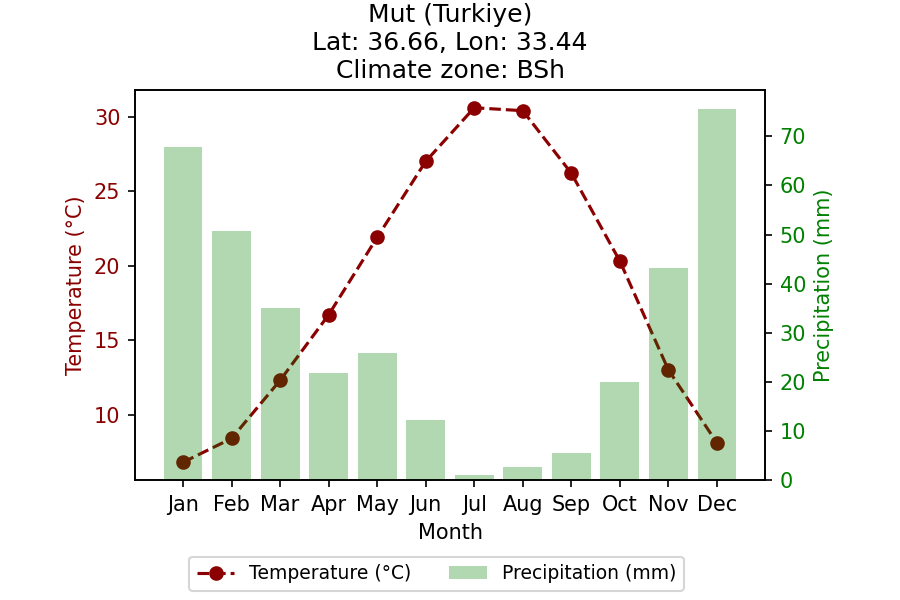 Mut (Turkiye)
Lat: 36.66, Lon: 33.44
Climate zone: BSh
Temperature (°C)
30
25
20
15
10
Precipitation (mm)
70
60
50
40
30
20
10
0
Jan Feb Mar Apr May Jun Jul Aug Sep Oct Nov Dec
Month
Temperature (°C) Precipitation (mm)